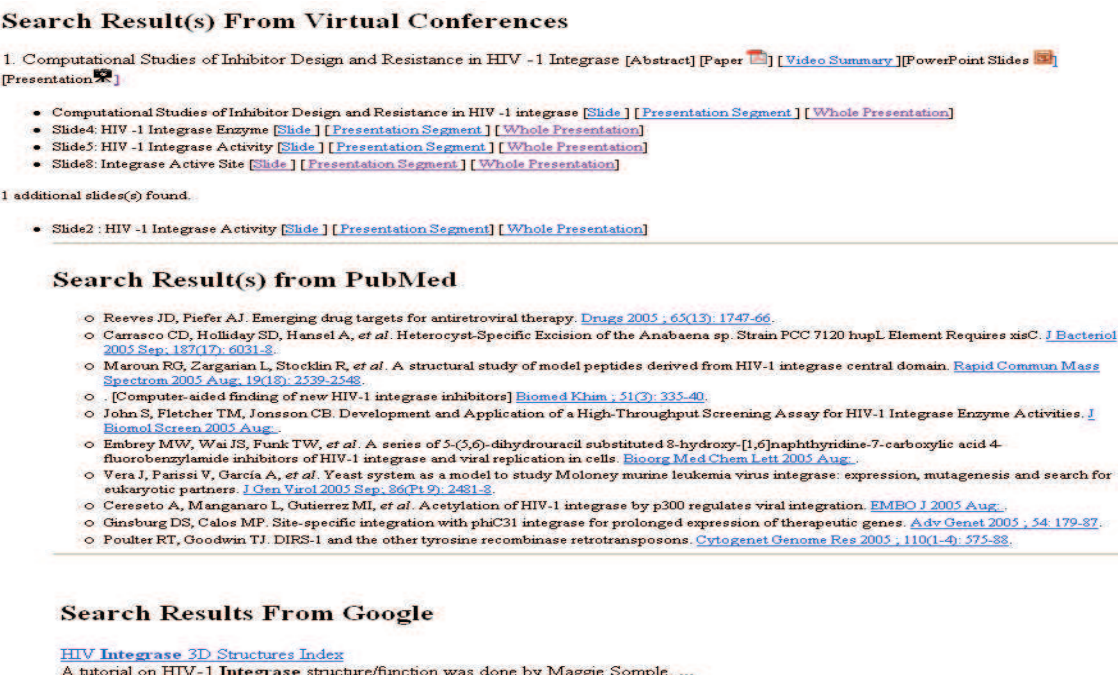 Search Result(s) From Virtual Conferences
1. Computational Studies of Inhibitor Design and Resistance in HIV -1 Integrase [Abstract] [Paper ] [ Video Summary ][PowerPoint Slides ]
[Presentation ]
• Computational Studies of Inhibitor Design and Resistance in HIV -1 integrase [Slide ] [ Presentation Segment ] [ Whole Presentation]
• Slide4: HIV -1 Integrase Enzyme [Slide ] [ Presentation Segment ] [ Whole Presentation]
• Slide5: HIV -1 Integrase Activity [Slide ] [ Presentation Segment ] [ Whole Presentation]
• Slide8: Integrase Active Site [Slide ] [ Presentation Segment ] [ Whole Presentation]
1 additional slides(s) found.
• Slide2 : HIV -1 Integrase Activity [Slide ] [ Presentation Segment] [ Whole Presentation]
Search Result(s) from PubMed
o Reeves JD, Piefer AJ. Emerging drug targets for antiretroviral therapy. Drugs 2005 ; 65(13): 1747-66.
o Carrasco CD, Holliday SD, Hansel A, et al. Heterocyst-Specific Excision of the Anabaena sp. Strain PCC 7120 hupL Element Requires xisC. J Bacteriol
2005 Sep; 187(17): 6031-8.
o Maroun RG, Zargarian L, Stocklin R, et al. A structural study of model peptides derived from HIV-1 integrase central domain. Rapid Commun Mass
Spectrom 2005 Aug; 19(18): 2539-2548.
o . [Computer-aided finding of new HIV-1 integrase inhibitors] Biomed Khim ; 51(3): 335-40.
o John S, Fletcher TM, Jonsson CB. Development and Application of a High-Throughput Screening Assay for HIV-1 Integrase Enzyme Activities. J
Biomol Screen 2005 Aug; .
o Embrey MW, Wai JS, Funk TW, et al. A series of 5-(5,6)-dihydrouracil substituted 8-hydroxy-[1,6]naphthyridine-7-carboxylic acid 4-
fluorobenzylamide inhibitors of HIV-1 integrase and viral replication in cells. Bioorg Med Chem Lett 2005 Aug; .
o Vera J, Parissi V, García A, et al. Yeast system as a model to study Moloney murine leukemia virus integrase: expression, mutagenesis and search for
eukaryotic partners. J Gen Virol 2005 Sep; 86(Pt 9): 2481-8.
o Cereseto A, Manganaro L, Gutierrez MI, et al. Acetylation of HIV-1 integrase by p300 regulates viral integration. EMBO J 2005 Aug; .
o Ginsburg DS, Calos MP. Site-specific integration with phiC31 integrase for prolonged expression of therapeutic genes. Adv Genet 2005 ; 54: 179-87.
o Poulter RT, Goodwin TJ. DIRS-1 and the other tyrosine recombinase retrotransposons. Cytogenet Genome Res 2005 ; 110(1-4): 575-88.
Search Results From Google
HIV Integrase 3D Structures Index
A tutorial on HIV-1 Integrase structure/function was done by Maggie Somple. ...